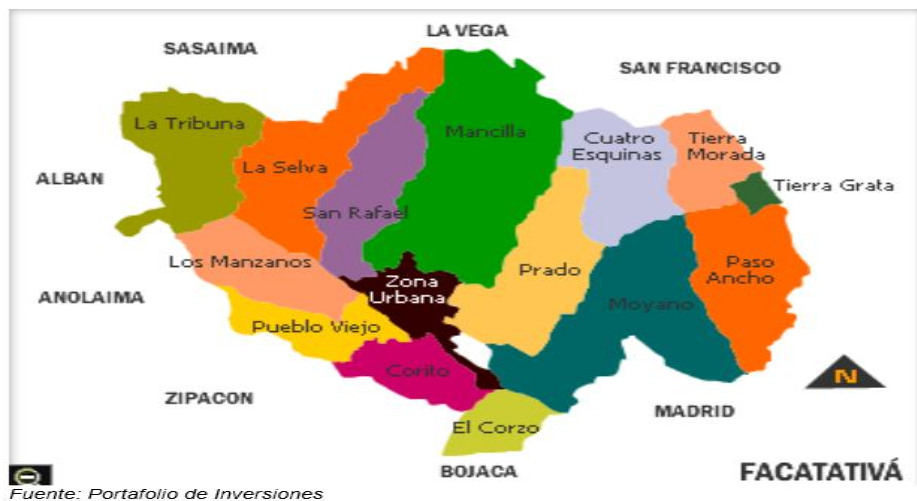 LA VEGA
SASAIMA
SAN FRANCISCO
La Tribuna
Mancilla
Cuatro
Esquinas
Tierra
Morada
La Selva
ALBAN
Tierra Grata
San Rafael
Los Manzanos
Zona
Urbana
Prado
Paso
Ancho
ANOLAIMA
Moyano
Pueblo Viejo
Corito
N
ZIPACON
MADRID
El Corzo
BOJACA
FACATATIVÁ
Fuente: Portafolio de Inversiones